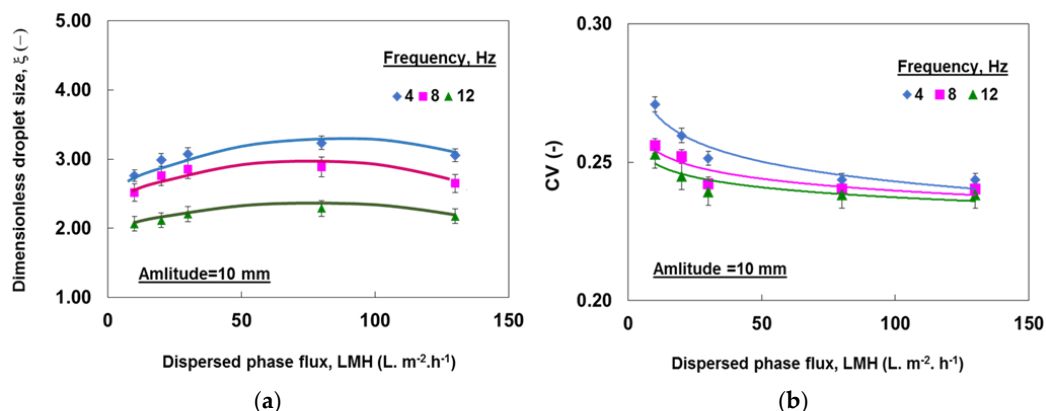 Dimensionless droplet size, ξ (−)
5.00
4.00
3.00
2.00
1.00
Frequency, Hz
4 8 12
Amlitude=10 mm
0 50 100 150
Dispersed phase flux, LMH (L. m⁻².h⁻¹)
(a)
CV (-)
0.30
0.25
0.20
Frequency, Hz
4 8 12
Amlitude =10 mm
0 50 100 150
Dispersed phase flux, LMH (L. m⁻². h⁻¹)
(b)